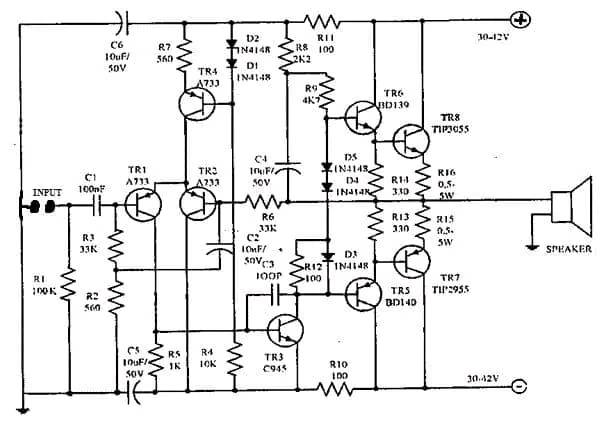 C6
10uF/
50V
R7
560
D2
1N4148
D1
1N4148
R8
2K2
R11
100
30-42V
+
TR4
A733
R9
4K7
TR6
BD139
TR8
TIP3055
C1
100nF
INPUT
TR1
A733
TR2
A733
C4
10uF/
50V
D5
1N4148
D4
1N4148
R14
330
R16
0,5-
5W
R3
33K
R6
33K
C2
10uF/
50V
R13
330
R15
0,5-
5W
SPEAKER
R1
100K
R2
560
C3
100P
R12
100
D3
1N4148
TR5
BD140
TR7
TIP2955
C5
10uF/
50V
R5
1K
R4
10K
TR3
C945
R10
100
30-42V
-